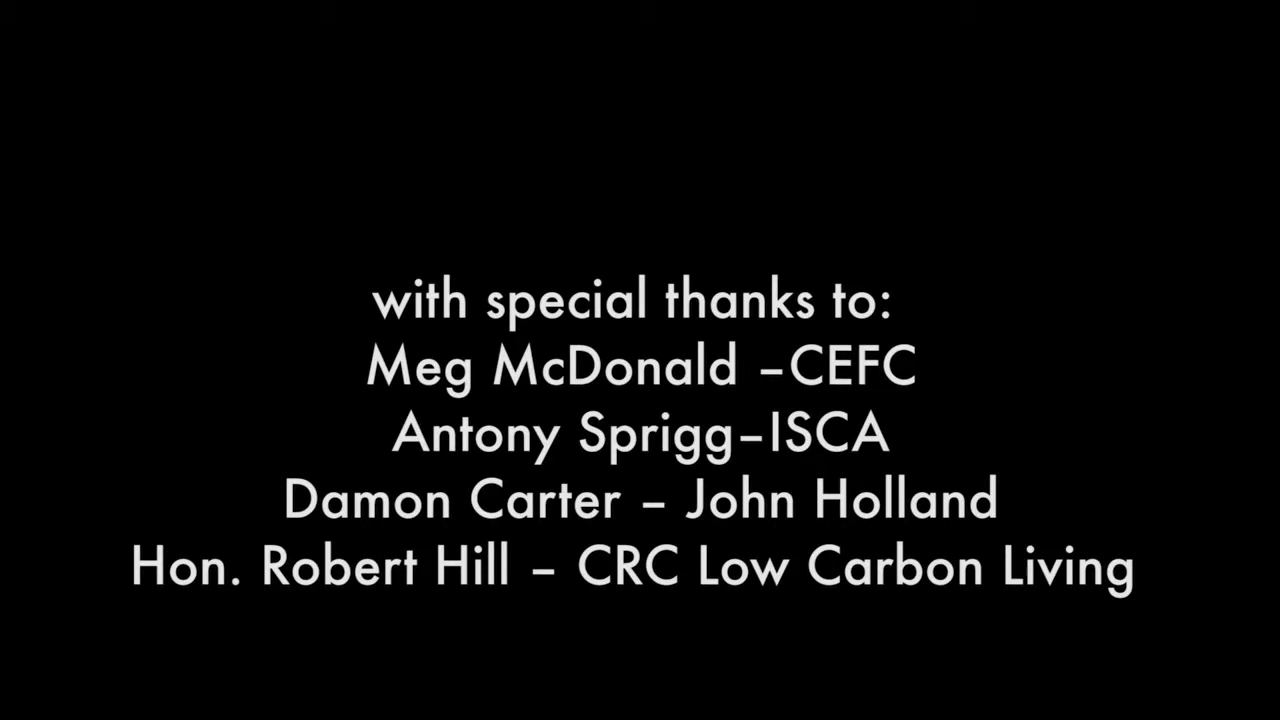 with special thanks to:
Meg McDonald –CEFC
Antony Sprigg–ISCA
Damon Carter – John Holland
Hon. Robert Hill – CRC Low Carbon Living